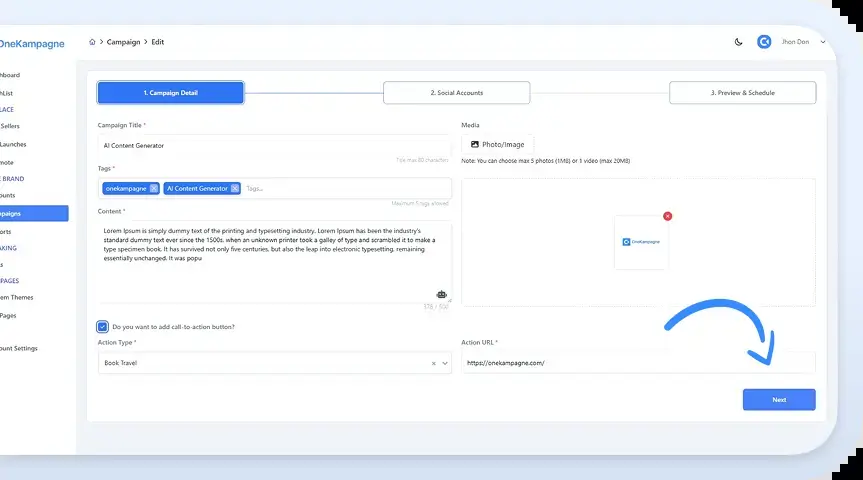 OneKampagne
Campaign
Edit
Jhon Don
hboard
hList
LACE
Sellers
Launches
mote
E BRAND
ounts
mpaigns
orts
AKING
s
PAGES
em Themes
Pages
ount Settings
1. Campaign Detail
2. Social Accounts
3. Preview & Schedule
Campaign Title *
AI Content Generator
Title max 80 characters
Tags *
onekampagne
AI Content Generator
Tags...
Maximum 5 tags allowed
Content *
Lorem Ipsum is simply dummy text of the printing and typesetting industry. Lorem Ipsum has been the industry's
standard dummy text ever since the 1500s, when an unknown printer took a galley of type and scrambled it to make a
type specimen book. It has survived not only five centuries, but also the leap into electronic typesetting, remaining
essentially unchanged. It was popu
/ 500
Do you want to add call-to-action button?
Action Type *
Book Travel
Media
Photo/Image
Note: You can choose max 5 photos (1MB) or 1 video (max 20MB)
OneKampagne
Action URL *
https://onekampagne.com/
Next